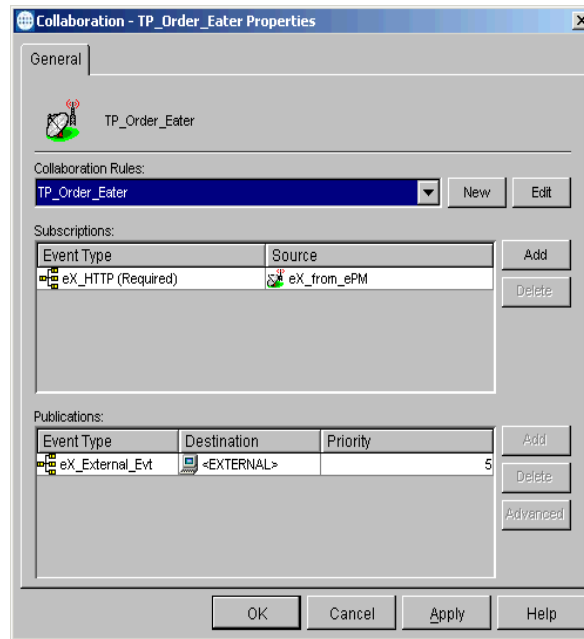 Collaboration - TP_Order_Eater Properties
General
TP_Order_Eater
Collaboration Rules:
TP_Order_Eater New Edit
Subscriptions:
Event Type Source Add
eX_HTTP (Required) eX_from_ePM
Delete
Publications:
Event Type Destination Priority Add
eX_External_Evt <EXTERNAL> 5
Delete
Advanced
OK Cancel Apply Help